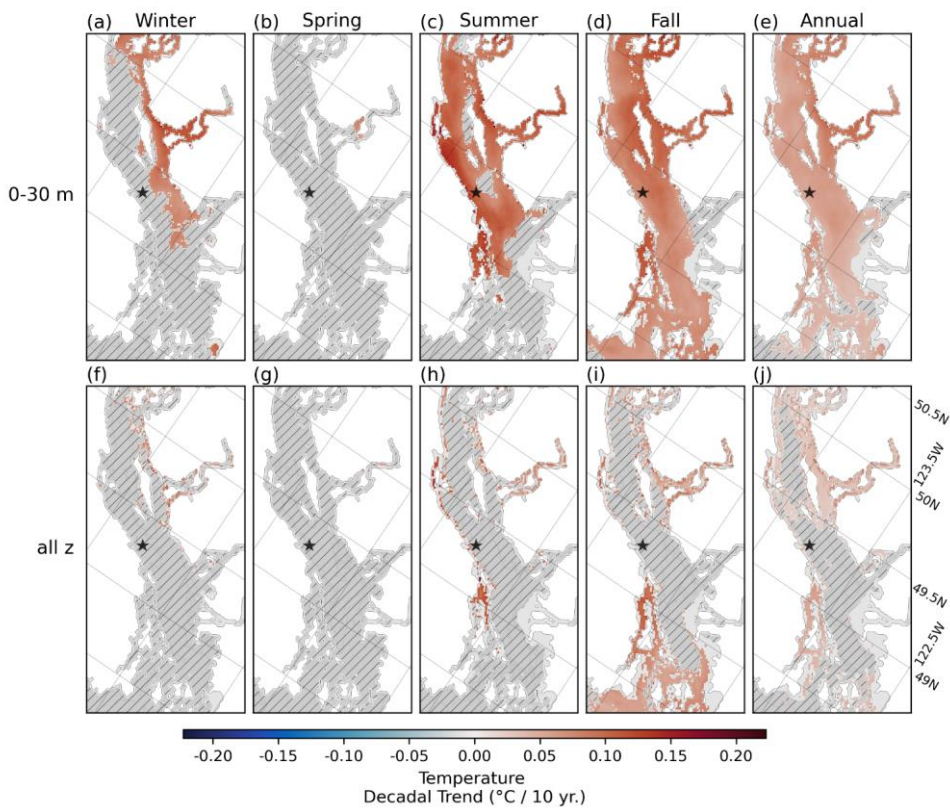 (a) Winter
(b) Spring
(c) Summer
(d) Fall
(e) Annual
0-30 m
(f)
(g)
(h)
(i)
(j)
all z
50.5N
123.5W
50N
49.5N
122.5W
49N
-0.20 -0.15 -0.10 -0.05 0.00 0.05 0.10 0.15 0.20
Temperature
Decadal Trend (°C / 10 yr.)